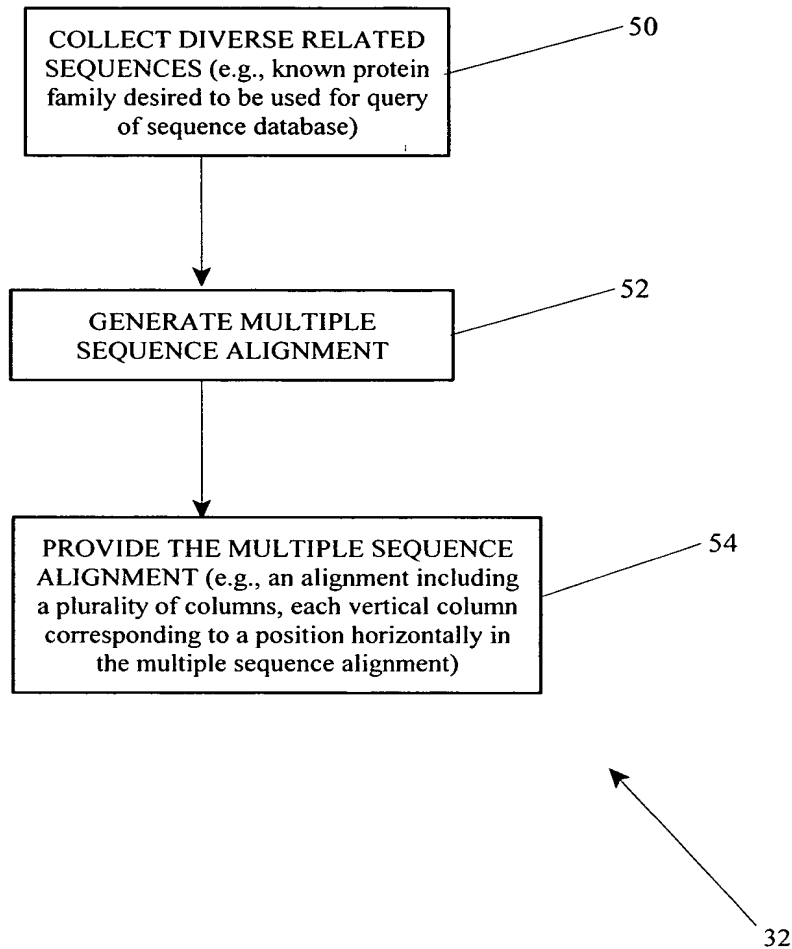 COLLECT DIVERSE RELATED
SEQUENCES (e.g., known protein
family desired to be used for query
of sequence database)
50
GENERATE MULTIPLE
SEQUENCE ALIGNMENT
52
PROVIDE THE MULTIPLE SEQUENCE
ALIGNMENT (e.g., an alignment including
a plurality of columns, each vertical column
corresponding to a position horizontally in
the multiple sequence alignment)
54
32